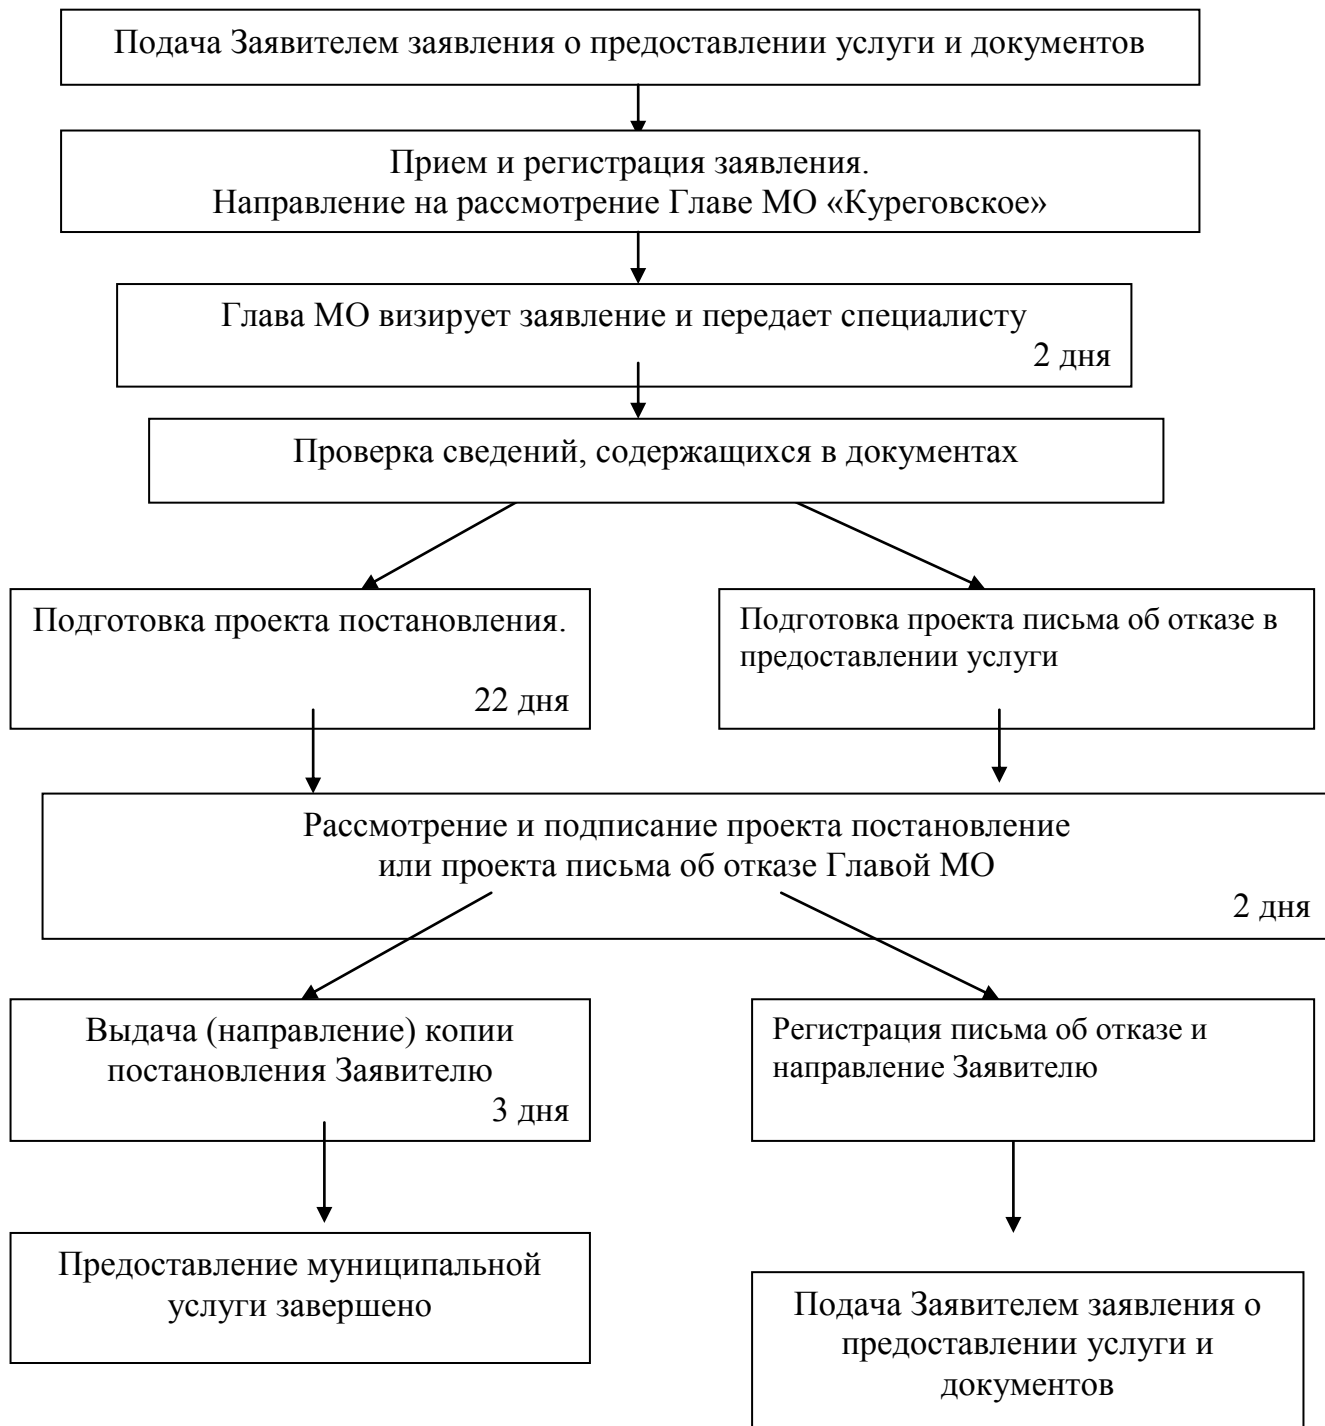 Подача Заявителем заявления о предоставлении услуги и документов
Прием и регистрация заявления.
Направление на рассмотрение Главе МО «Куреговское»
Глава МО визирует заявление и передает специалисту
2 дня
Проверка сведений, содержащихся в документах
Подготовка проекта постановления.
22 дня
Подготовка проекта письма об отказе в
предоставлении услуги
Рассмотрение и подписание проекта постановление
или проекта письма об отказе Главой МО
2 дня
Выдача (направление) копии
постановления Заявителю
3 дня
Регистрация письма об отказе и
направление Заявителю
Предоставление муниципальной
услуги завершено
Подача Заявителем заявления о
предоставлении услуги и
документов